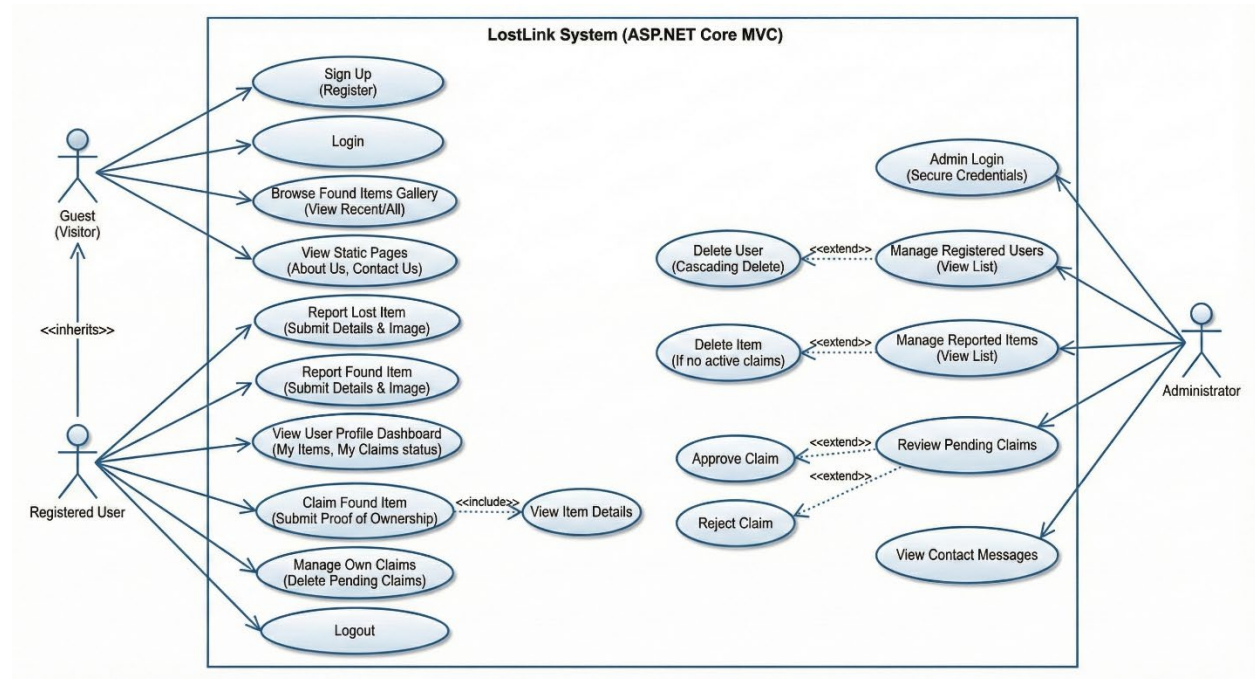 LostLink System (ASP.NET Core MVC)
Sign Up
(Register)
Login
Browse Found Items Gallery
(View Recent/All)
View Static Pages
(About Us, Contact Us)
Guest
(Visitor)
<<inherits>>
Report Lost Item
(Submit Details & Image)
Report Found Item
(Submit Details & Image)
View User Profile Dashboard
(My Items, My Claims status)
Claim Found Item
(Submit Proof of Ownership)
<<include>>
View Item Details
Manage Own Claims
(Delete Pending Claims)
Logout
Registered User
Admin Login
(Secure Credentials)
Delete User
(Cascading Delete)
<<extend>>
Manage Registered Users
(View List)
Delete Item
(If no active claims)
<<extend>>
Manage Reported Items
(View List)
Administrator
Approve Claim
<<extend>>
Review Pending Claims
<<extend>>
Reject Claim
View Contact Messages